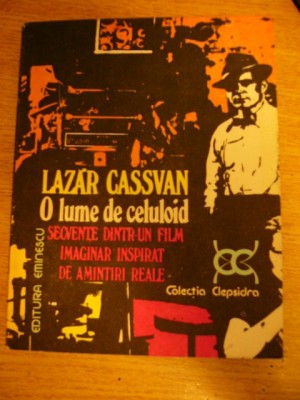 LAZĂR CASSVAN
O lume de celuloid
SECVENȚE DINTR-UN FILM
IMAGINAR INSPIRAT
DE AMINTIRI REALE
EDITURA EMINESCU
Colecția Clepsidra